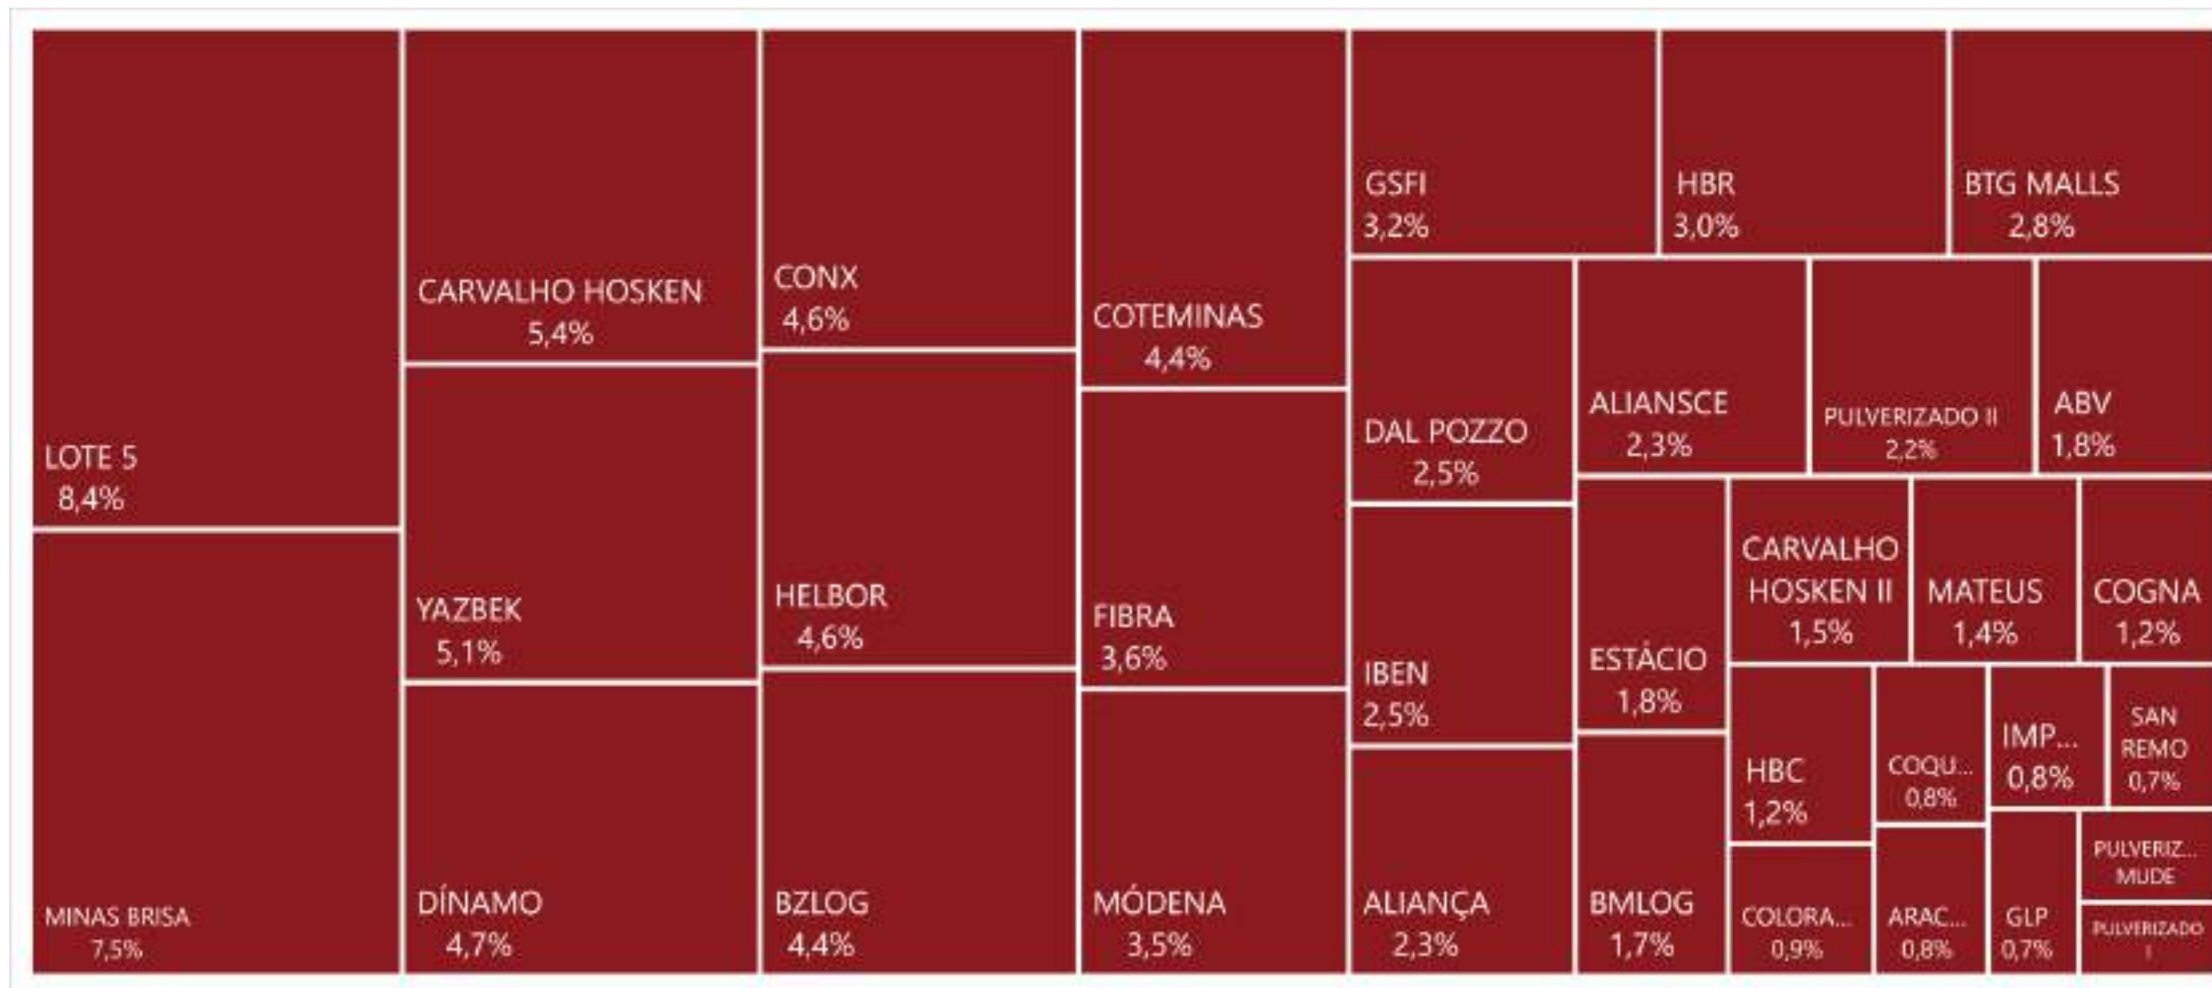 LOTE 5
8,4%
MINAS BRISA
7,5%
CARVALHO HOSKEN
5,4%
YAZBEK
5,1%
DÍNAMO
4,7%
CONX
4,6%
HELBOR
4,6%
BZLOG
4,4%
COTEMINAS
4,4%
FIBRA
3,6%
MÓDENA
3,5%
GSFI
3,2%
HBR
3,0%
BTG MALLS
2,8%
DAL POZZO
2,5%
IBEN
2,5%
ALIANÇA
2,3%
ALIANSCE
2,3%
PULVERIZADO II
2,2%
ABV
1,8%
ESTÁCIO
1,8%
BMLOG
1,7%
CARVALHO
HOSKEN II
1,5%
MATEUS
1,4%
COGNA
1,2%
HBC
1,2%
COLORA...
0,9%
COQU...
0,8%
ARAC...
0,8%
IMP...
0,8%
SAN
REMO
0,7%
GLP
0,7%
PULVERIZ...
MUDE
PULVERIZADO
I